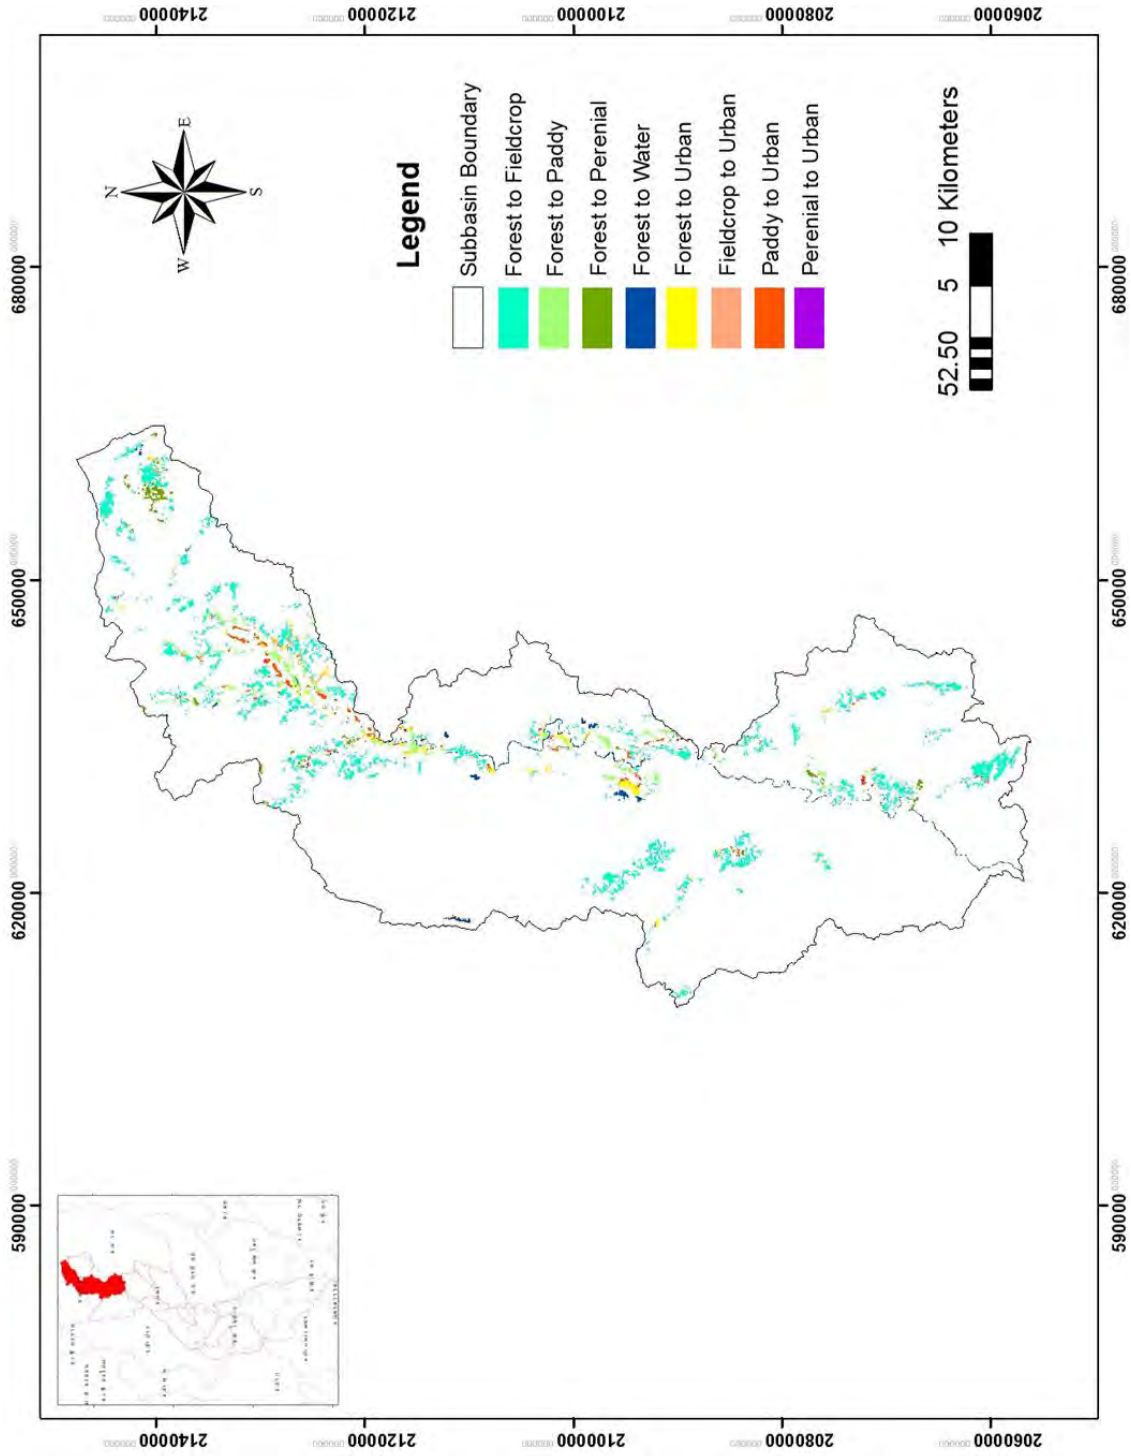 2140000
2120000
2100000
2080000
2060000
N
E
W
S
Legend
Subbasin Boundary
Forest to Fieldcrop
Forest to Paddy
Forest to Perenial
Forest to Water
Forest to Urban
Fieldcrop to Urban
Paddy to Urban
Perenial to Urban
52.50 5 10 Kilometers
680000
650000
620000
590000
680000
650000
620000
590000
2140000
2120000
2100000
2080000
2060000